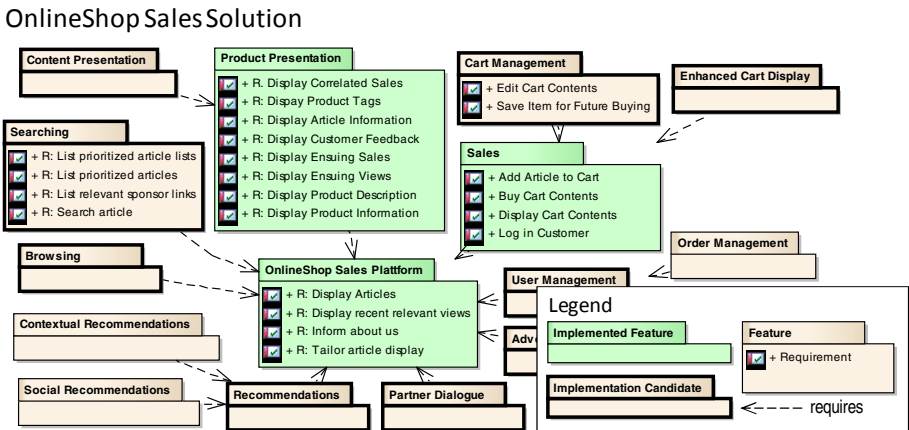 OnlineShop Sales Solution
Content Presentation
Product Presentation
+ R: Display Correlated Sales
+ R: Dispay Product Tags
+ R: Display Article Information
+ R: Display Customer Feedback
+ R: Display Ensuing Sales
+ R: Display Ensuing Views
+ R: Display Product Description
+ R: Display Product Information
Cart Management
+ Edit Cart Contents
+ Save Item for Future Buying
Enhanced Cart Display
Searching
+ R: List prioritized article lists
+ R: List prioritized articles
+ R: List relevant sponsor links
+ R: Search article
Sales
+ Add Article to Cart
+ Buy Cart Contents
+ Display Cart Contents
+ Log in Customer
Browsing
OnlineShop Sales Plattform
+ R: Display Articles
+ R: Display recent relevant views
+ R: Inform about us
+ R: Tailor article display
Order Management
User Management
Contextual Recommendations
Social Recommendations
Recommendations
Partner Dialogue
Legend
Implemented Feature
Feature
+ Requirement
Implementation Candidate
requires